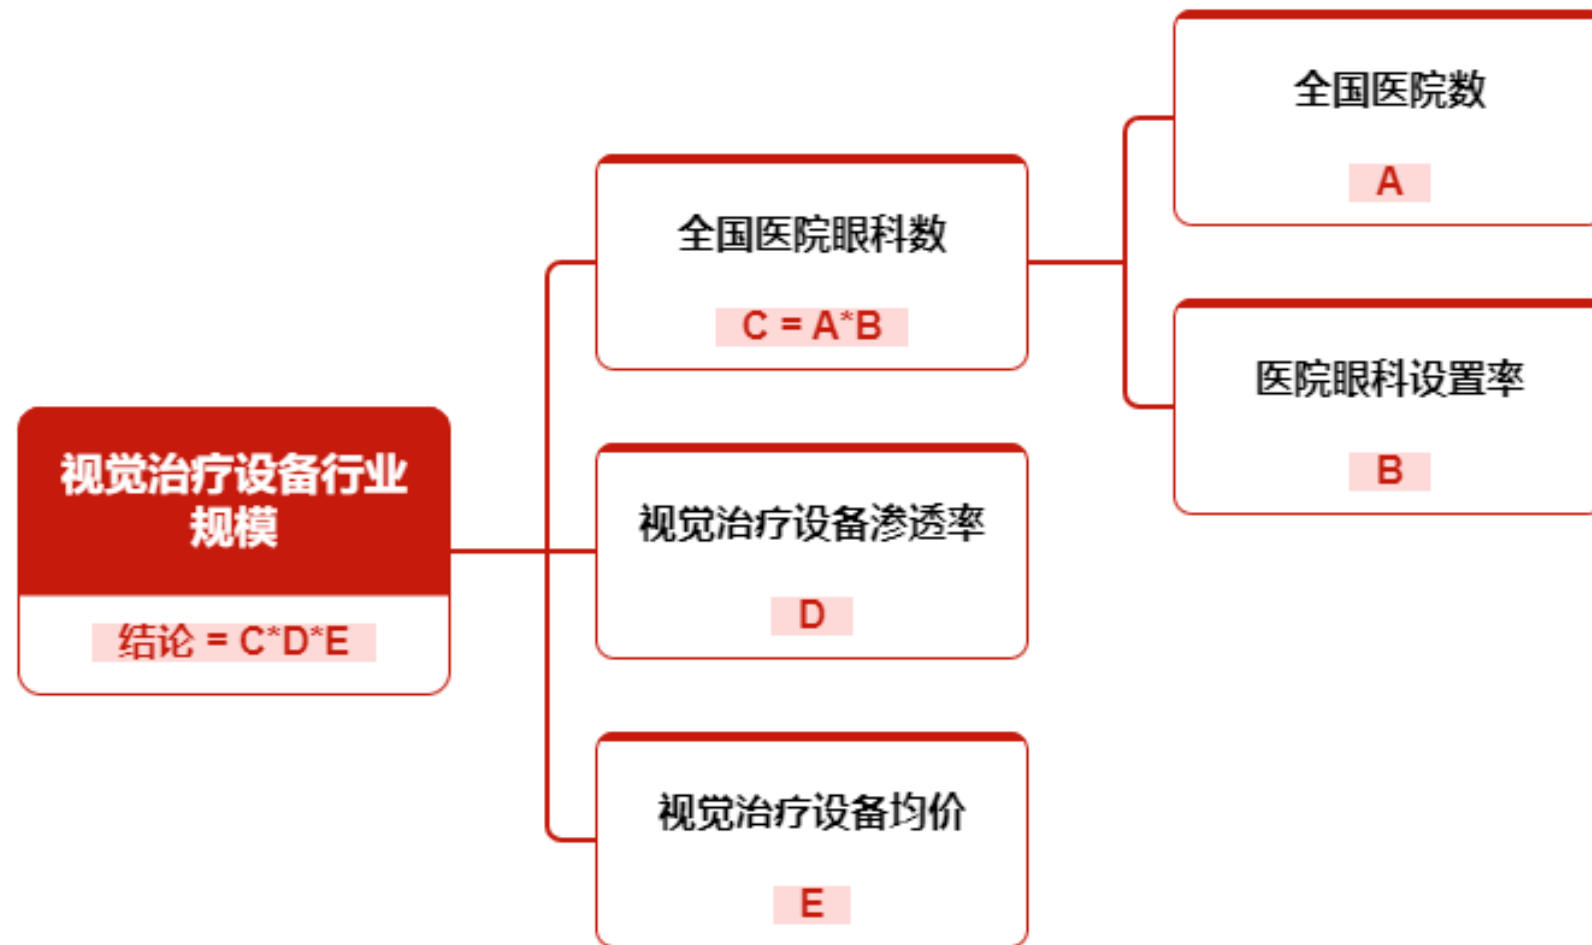 视觉治疗设备行业
规模
结论 = C*D*E
全国医院眼科数
C = A*B
视觉治疗设备渗透率
D
视觉治疗设备均价
E
全国医院数
A
医院眼科设置率
B